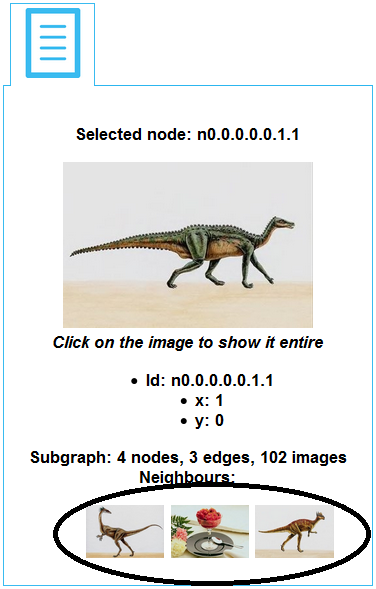 Selected node: n0.0.0.0.0.1.1
Click on the image to show it entire
Id: n0.0.0.0.0.1.1
x: 1
y: 0
Subgraph: 4 nodes, 3 edges, 102 images
Neighbours: